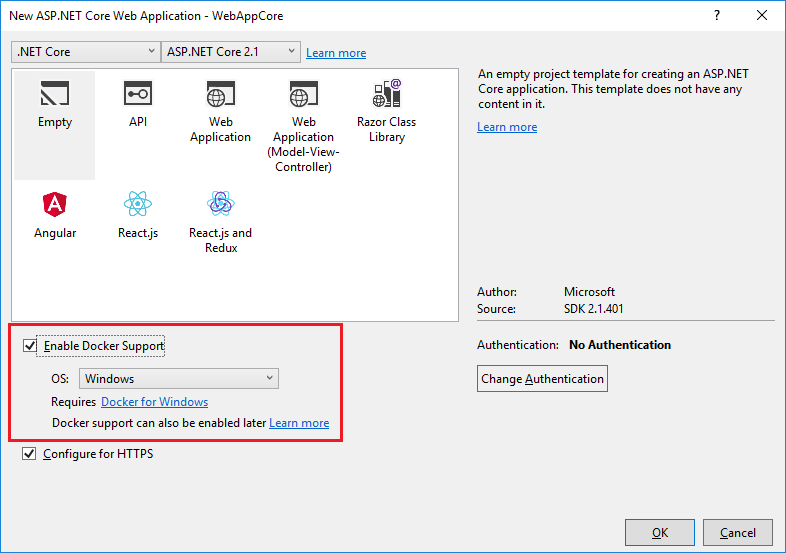 New ASP.NET Core Web Application - WebAppCore
?
.NET Core
ASP.NET Core 2.1
Learn more
Empty
API
Web
Application
Web
Application
(Model-View-
Controller)
Razor Class
Library
Angular
React.js
React.js and
Redux
An empty project template for creating an ASP.NET
Core application. This template does not have any
content in it.
Learn more
Author: Microsoft
Source: SDK 2.1.401
Authentication: No Authentication
Change Authentication
Enable Docker Support
OS: Windows
Requires Docker for Windows
Docker support can also be enabled later Learn more
Configure for HTTPS
OK
Cancel